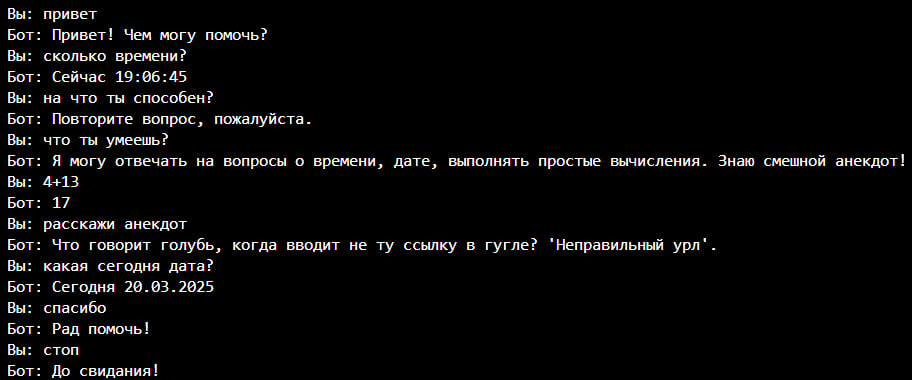 Вы: привет
Бот: Привет! Чем могу помочь?
Вы: сколько времени?
Бот: Сейчас 19:06:45
Вы: на что ты способен?
Бот: Повторите вопрос, пожалуйста.
Вы: что ты умеешь?
Бот: Я могу отвечать на вопросы о времени, дате, выполнять простые вычисления. Знаю смешной анекдот!
Вы: 4+13
Бот: 17
Вы: расскажи анекдот
Бот: Что говорит голубь, когда вводит не ту ссылку в гугле? 'Неправильный урл'.
Вы: какая сегодня дата?
Бот: Сегодня 20.03.2025
Вы: спасибо
Бот: Рад помочь!
Вы: стоп
Бот: До свидания!